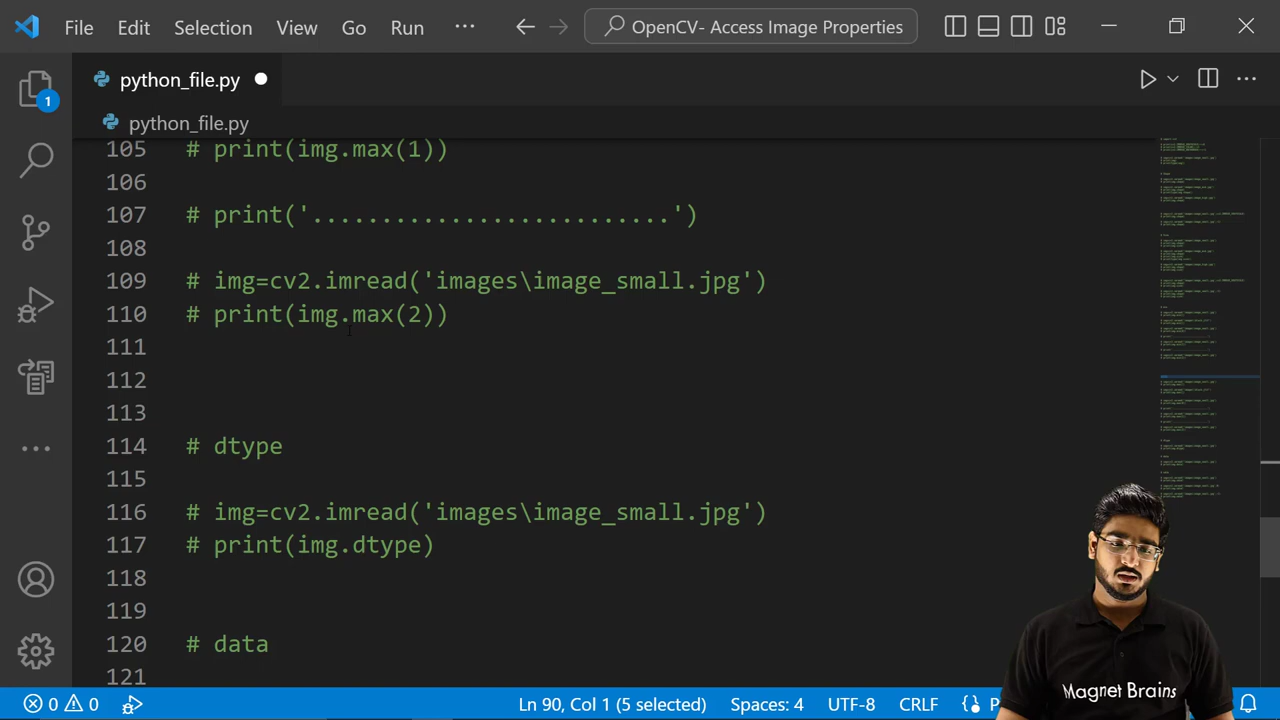 File Edit Selection View Go Run ··· OpenCV- Access Image Properties
1
python_file.py
python_file.py
105 # print(img.max(1))
106
107 # print('..........................')
108
109 # img=cv2.imread('images\image_small.jpg')
110 # print(img.max(2))
111
112
113
114 # dtype
115
116 # img=cv2.imread('images\image_small.jpg')
117 # print(img.dtype)
118
119
120 # data
121
Magnet Brains
0 0 Ln 90, Col 1 (5 selected) Spaces: 4 UTF-8 CRLF {} P